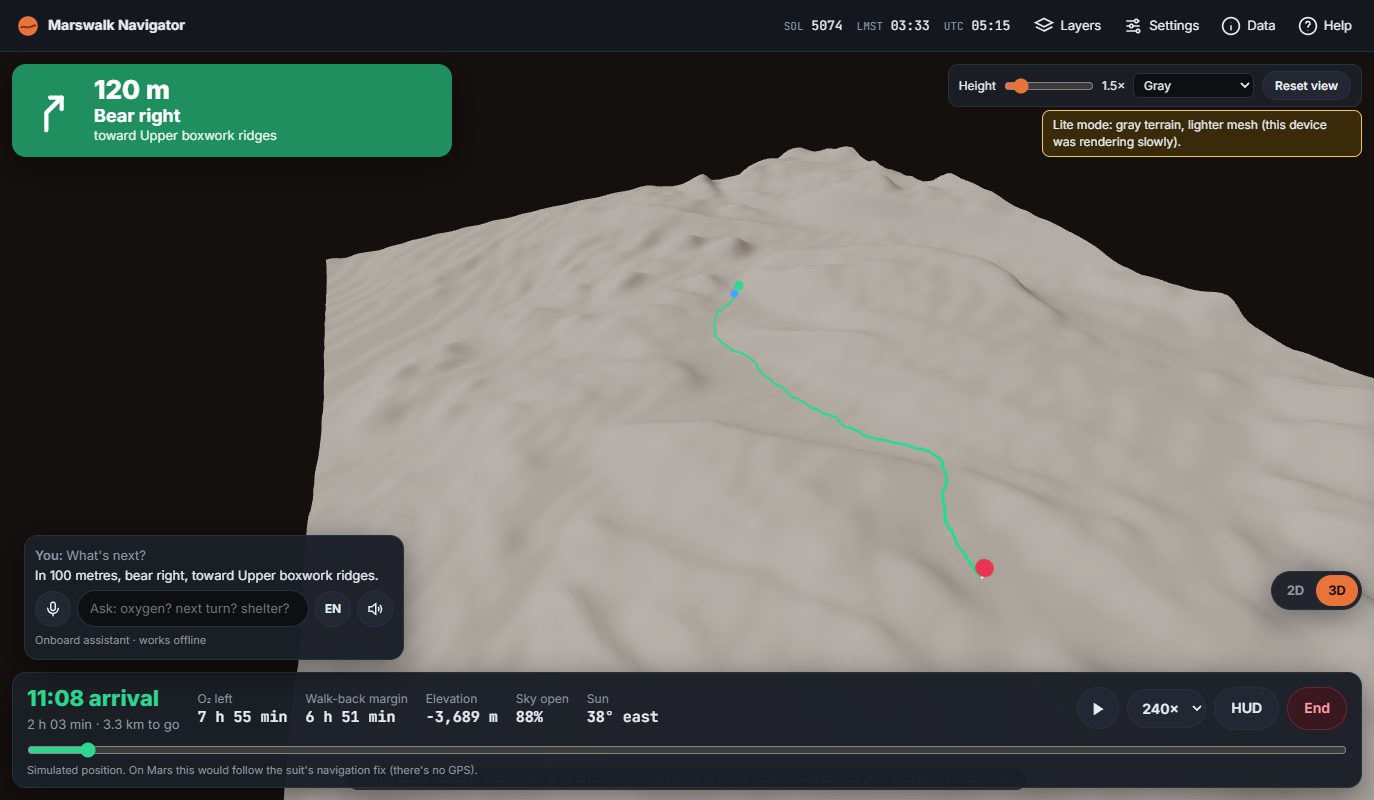 Marswalk Navigator
SOL 5074 LMST 03:33 UTC 05:15 Layers Settings Data Help
120 m
Bear right
toward Upper boxwork ridges
Height 1.5× Gray Reset view
Lite mode: gray terrain, lighter mesh (this device
was rendering slowly).
You: What's next?
In 100 metres, bear right, toward Upper boxwork ridges.
Ask: oxygen? next turn? shelter? EN
Onboard assistant · works offline
2D 3D
11:08 arrival
2 h 03 min · 3.3 km to go
O₂ left
7 h 55 min
Walk-back margin
6 h 51 min
Elevation
-3,689 m
Sky open
88%
Sun
38° east
240× HUD End
Simulated position. On Mars this would follow the suit's navigation fix (there's no GPS).